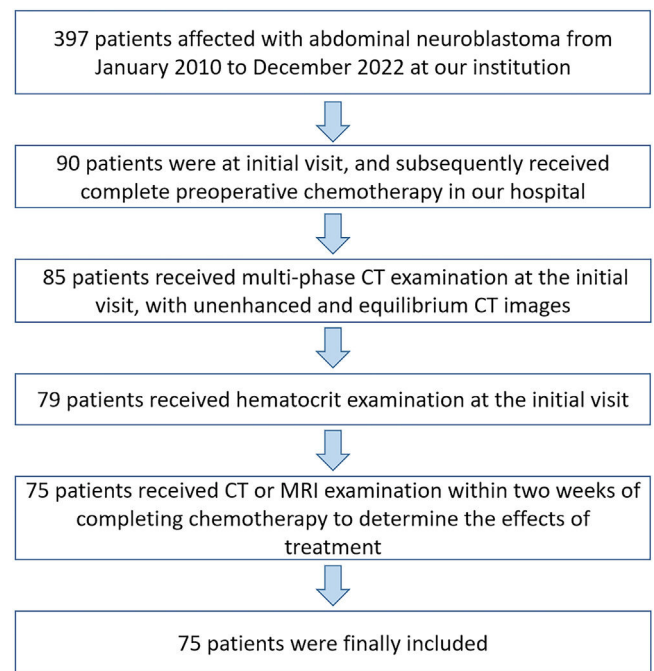 397 patients affected with abdominal neuroblastoma from
January 2010 to December 2022 at our institution
90 patients were at initial visit, and subsequently received
complete preoperative chemotherapy in our hospital
85 patients received multi-phase CT examination at the initial
visit, with unenhanced and equilibrium CT images
79 patients received hematocrit examination at the initial visit
75 patients received CT or MRI examination within two weeks of
completing chemotherapy to determine the effects of
treatment
75 patients were finally included